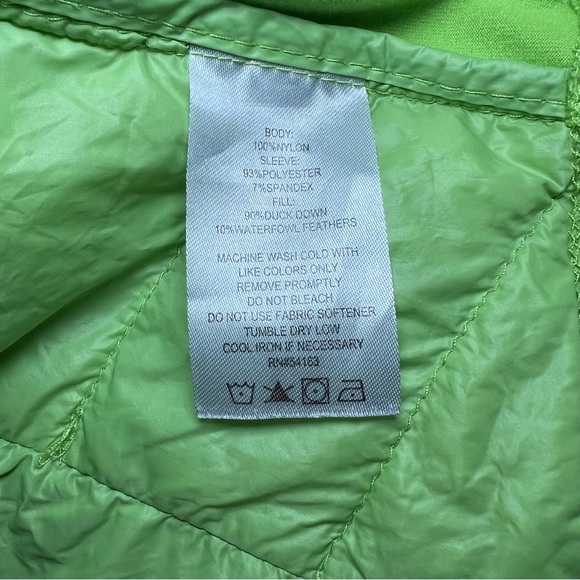 BODY:
100%NYLON
SLEEVE:
93%POLYESTER
7%SPANDEX
FILL:
90%DUCK DOWN
10%WATERFOWL FEATHERS
MACHINE WASH COLD WITH
LIKE COLORS ONLY
REMOVE PROMPTLY
DO NOT BLEACH
DO NOT USE FABRIC SOFTENER
TUMBLE DRY LOW
COOL IRON IF NECESSARY
RN#54163